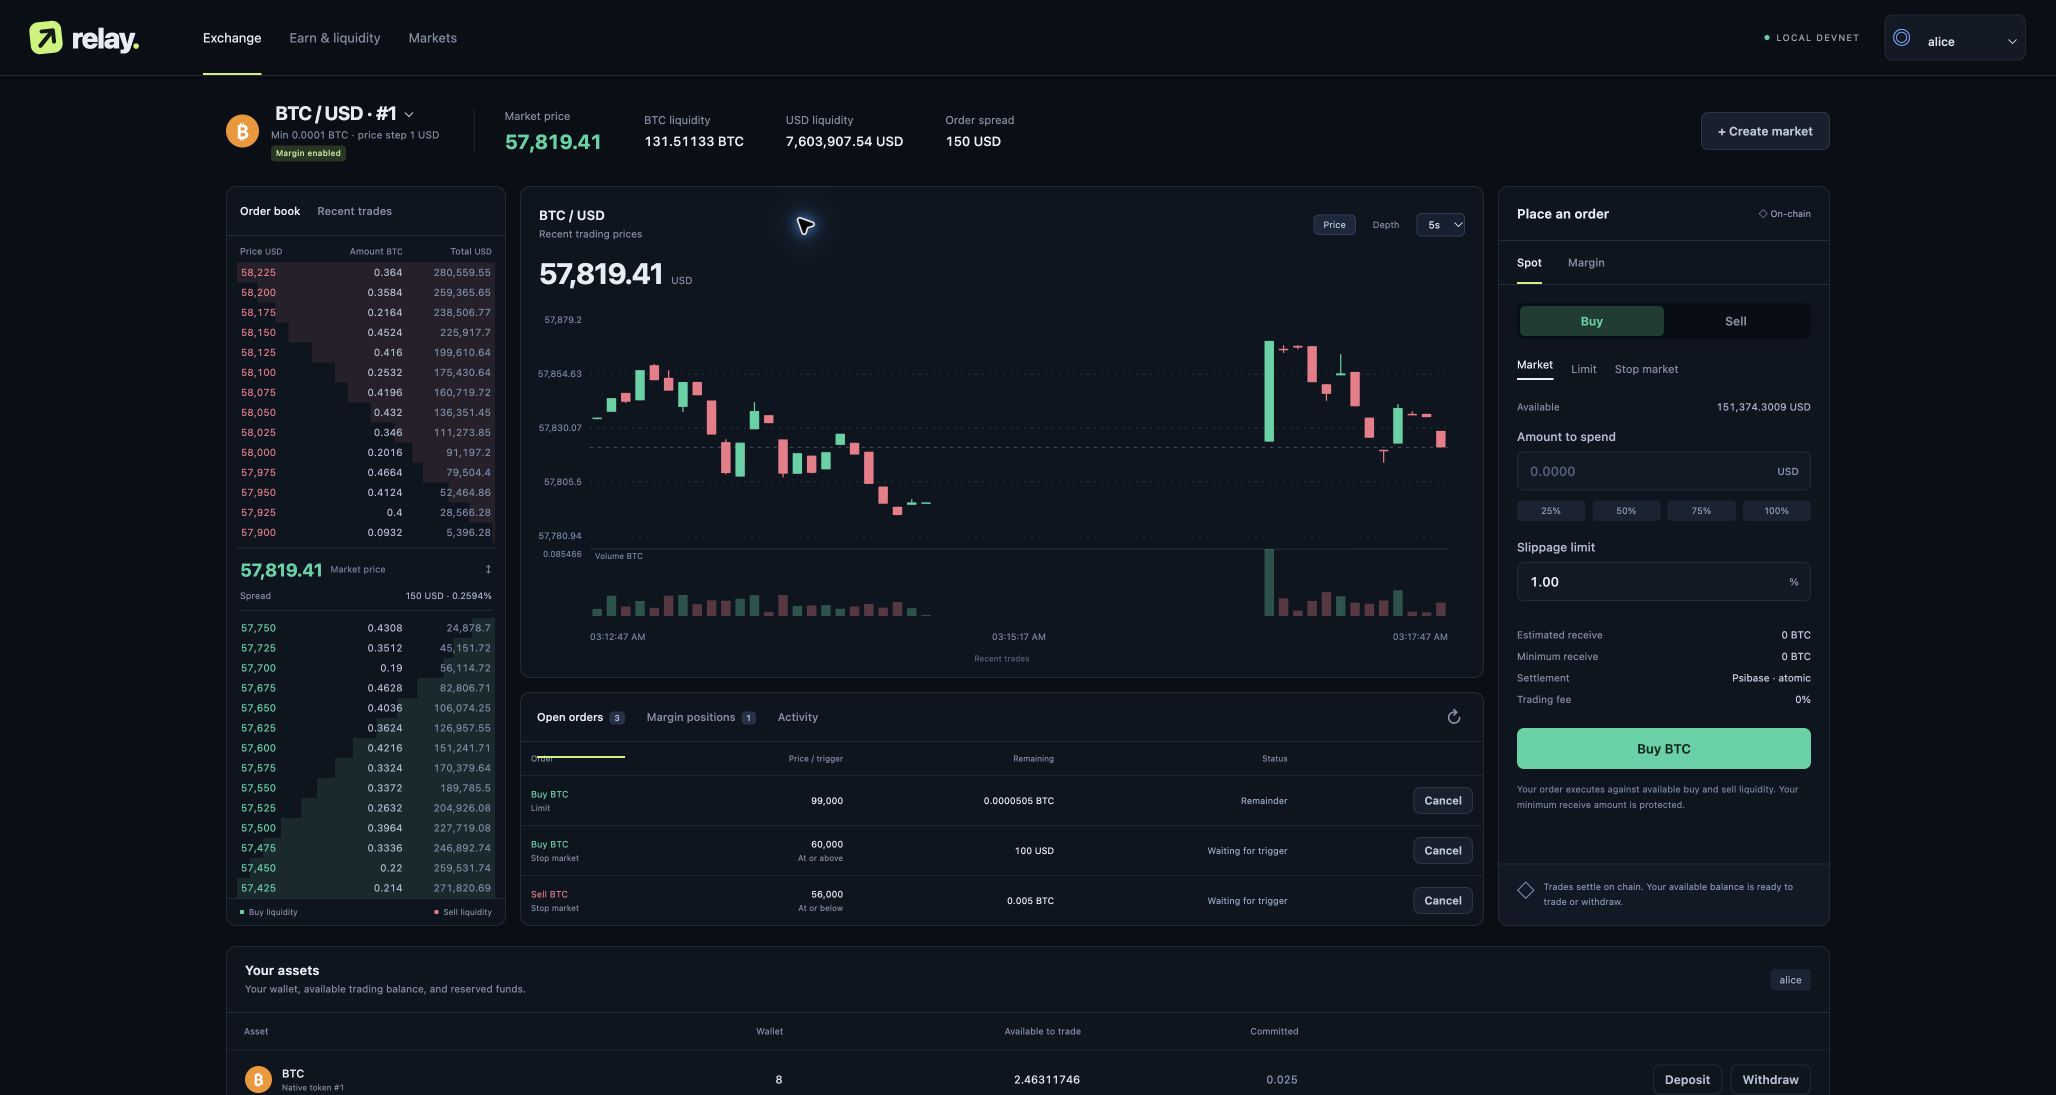 relay.
Exchange
Earn & liquidity
Markets
LOCAL DEVNET
alice
BTC / USD · #1
Min 0.0001 BTC · price step 1 USD
Margin enabled
Market price
57,819.41
BTC liquidity
131.51133 BTC
USD liquidity
7,603,907.54 USD
Order spread
150 USD
+ Create market
Order book
Recent trades
Price USD Amount BTC Total USD
58,225 0.364 280,559.55
58,200 0.3584 259,365.65
58,175 0.2164 238,506.77
58,150 0.4524 225,917.7
58,125 0.416 199,610.64
58,100 0.2532 175,430.64
58,075 0.4196 160,719.72
58,050 0.432 136,351.45
58,025 0.346 111,273.85
58,000 0.2016 91,197.2
57,975 0.4664 79,504.4
57,950 0.4124 52,464.86
57,925 0.4 28,566.28
57,900 0.0932 5,396.28
57,819.41 Market price
Spread 150 USD · 0.2594%
57,750 0.4308 24,878.7
57,725 0.3512 45,151.72
57,700 0.19 56,114.72
57,675 0.4628 82,806.71
57,650 0.4036 106,074.25
57,625 0.3624 126,957.55
57,600 0.4216 151,241.71
57,575 0.3324 170,379.64
57,550 0.3372 189,785.5
57,525 0.2632 204,926.08
57,500 0.3964 227,719.08
57,475 0.3336 246,892.74
57,450 0.22 259,531.74
57,425 0.214 271,820.69
Buy liquidity Sell liquidity
BTC / USD
Recent trading prices
Price Depth 5s
57,819.41 USD
57,879.2
57,854.63
57,830.07
57,805.5
57,780.94
0.085466
Volume BTC
03:12:47 AM 03:15:17 AM 03:17:47 AM
Recent trades
Open orders 3
Margin positions 1
Activity
Order Price / trigger Remaining Status
Buy BTC
Limit
99,000
0.0000505 BTC
Remainder
Cancel
Buy BTC
Stop market
60,000
At or above
100 USD
Waiting for trigger
Cancel
Sell BTC
Stop market
56,000
At or below
0.005 BTC
Waiting for trigger
Cancel
Place an order
On-chain
Spot Margin
Buy Sell
Market Limit Stop market
Available 151,374.3009 USD
Amount to spend
0.0000 USD
25% 50% 75% 100%
Slippage limit
1.00 %
Estimated receive 0 BTC
Minimum receive 0 BTC
Settlement Psibase · atomic
Trading fee 0%
Buy BTC
Your order executes against available buy and sell liquidity. Your
minimum receive amount is protected.
Trades settle on chain. Your available balance is ready to
trade or withdraw.
Your assets
Your wallet, available trading balance, and reserved funds.
alice
Asset Wallet Available to trade Committed
BTC
Native token #1
8
2.46311746
0.025
Deposit
Withdraw